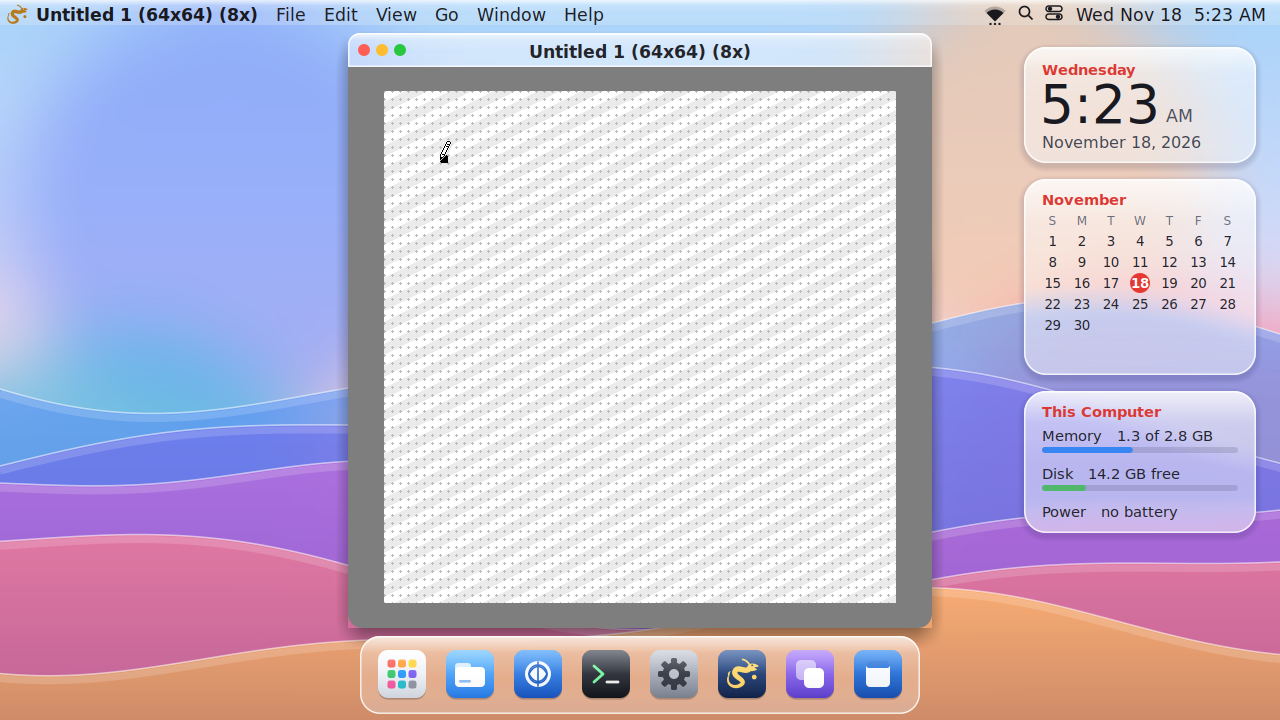 Untitled 1 (64x64) (8x) File Edit View Go Window Help Wed Nov 18 5:23 AM
Untitled 1 (64x64) (8x)
Wednesday
5:23 AM
November 18, 2026
November
S M T W T F S
1 2 3 4 5 6 7
8 9 10 11 12 13 14
15 16 17 18 19 20 21
22 23 24 25 26 27 28
29 30
This Computer
Memory 1.3 of 2.8 GB
Disk 14.2 GB free
Power no battery